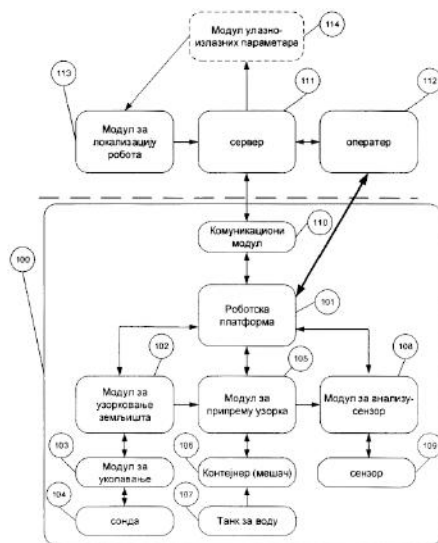 Модул улазно-
излазних параметара
114
113
111
112
Модул за
локализацију
робота
сервер
оператер
Комуникациони
модул
110
100
Роботска
платформа
101
102
105
108
Модул за
узорковање
земљишта
Модул за
припрему узорка
Модул за анализу-
сензор
103
106
109
Модул за
укопавање
Контејнер (мешач)
сензор
104
107
сонда
Танк за воду